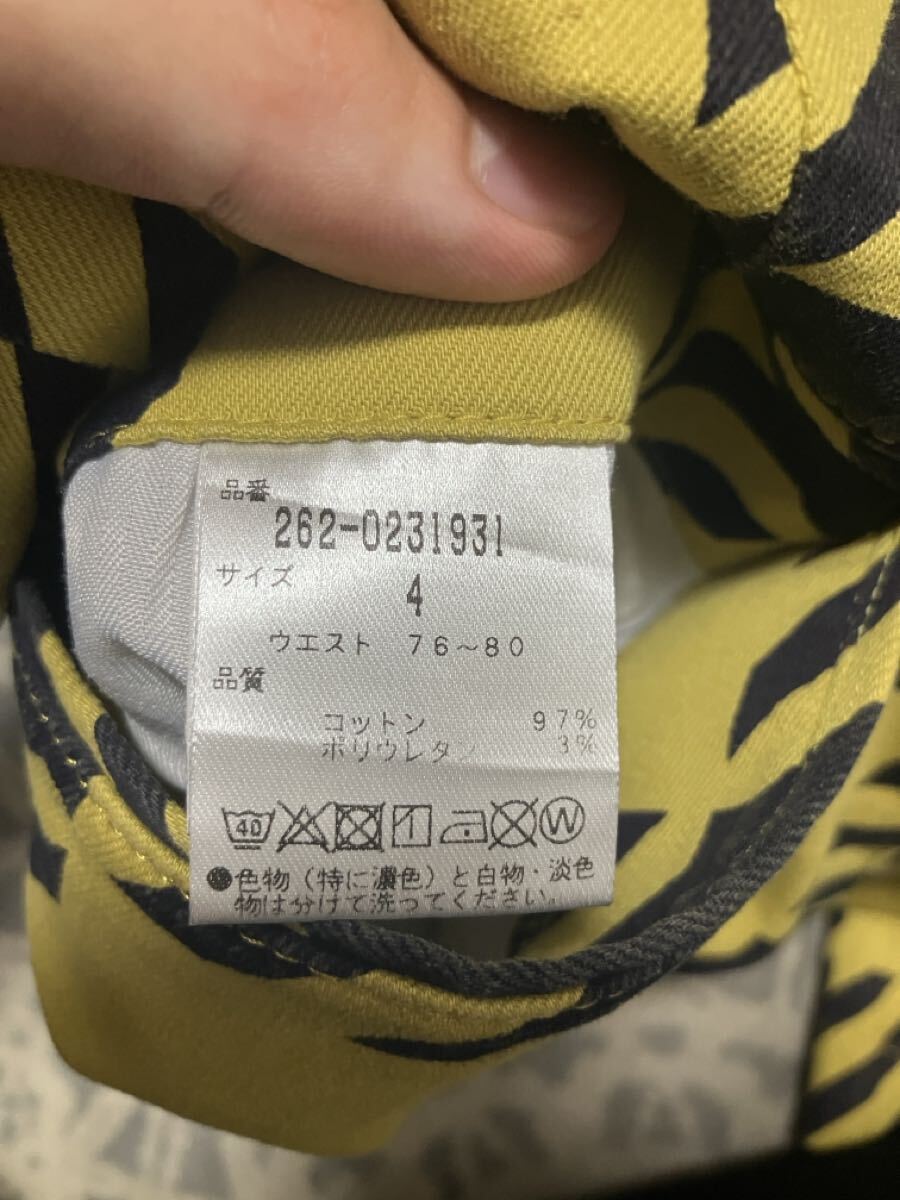 品番
262-0231931
サイズ
4
ウエスト 76～80
品質
コットン 97%
ポリウレタン 3%
40 W
●色物(特に濃色)と白物・淡色
物は分けて洗ってください。